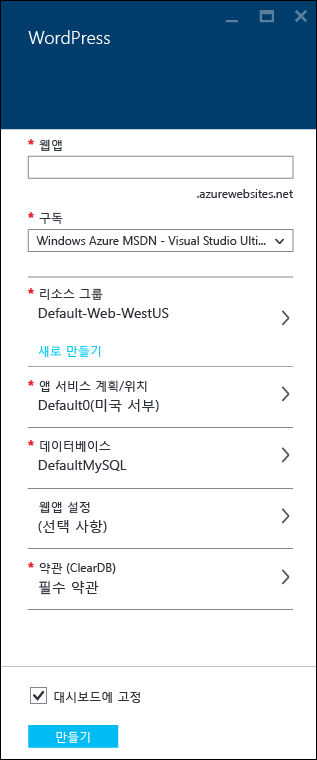 WordPress
* 웹앱
.azurewebsites.net
* 구독
Windows Azure MSDN - Visual Studio Ulti...
* 리소스 그룹
Default-Web-WestUS
새로 만들기
* 앱 서비스 계획/위치
Default0(미국 서부)
* 데이터베이스
DefaultMySQL
웹앱 설정
(선택 사항)
* 약관 (ClearDB)
필수 약관
대시보드에 고정
만들기